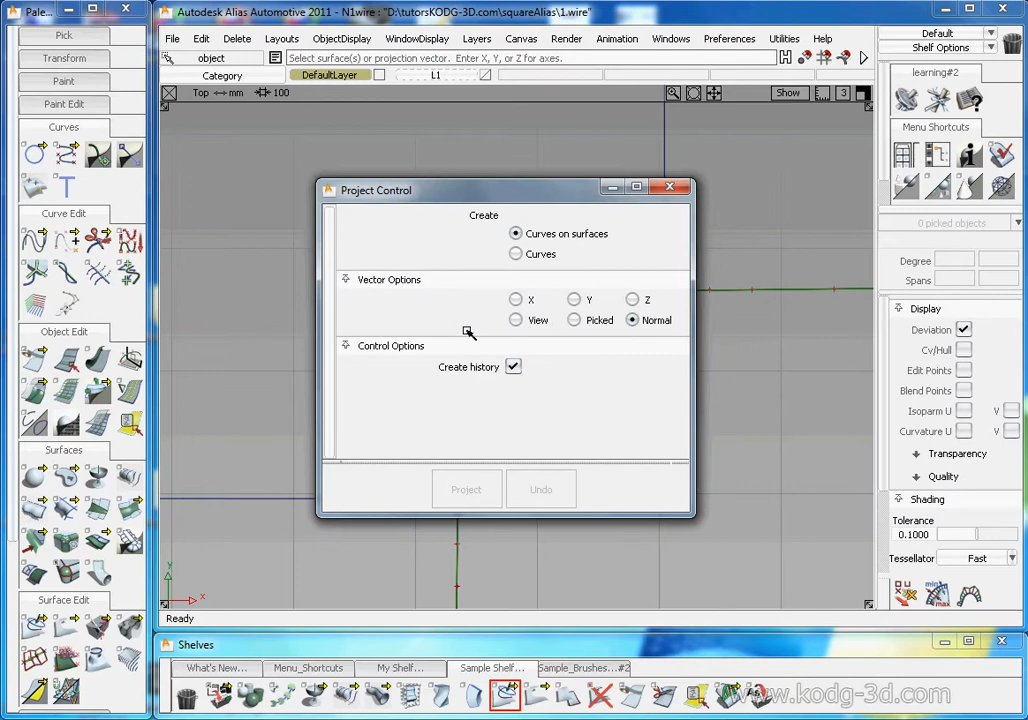 Pale...
Autodesk Alias Automotive 2011 - N1wire : "D:\tutorsKODG-3D.com\squareAlias\1.wire"
Pick
Transform
Paint
Paint Edit
Curves
Curve Edit
Object Edit
Surfaces
Surface Edit
File Edit Delete Layouts ObjectDisplay WindowDisplay Layers Canvas Render Animation Windows Preferences Utilities Help
object
Select surface(s) or projection vector. Enter X, Y, or Z for axes.
Category DefaultLayer L1
Top mm 100 Show 3
Project Control
Create
Curves on surfaces
Curves
Vector Options
X Y Z
View Picked Normal
Control Options
Create history
Project Undo
X
Y
Ready
Default
Shelf Options
learning#2
Menu Shortcuts
0 picked objects
Degree
Spans
Display
Deviation
Cv/Hull
Edit Points
Blend Points
Isoparm U V
Curvature U V
Transparency
Quality
Shading
Tolerance
0.1000
Tessellator Fast
Shelves
What's New... Menu_Shortcuts My Shelf... Sample Shelf... Sample_Brushes...#2
www.kodg-3d.com